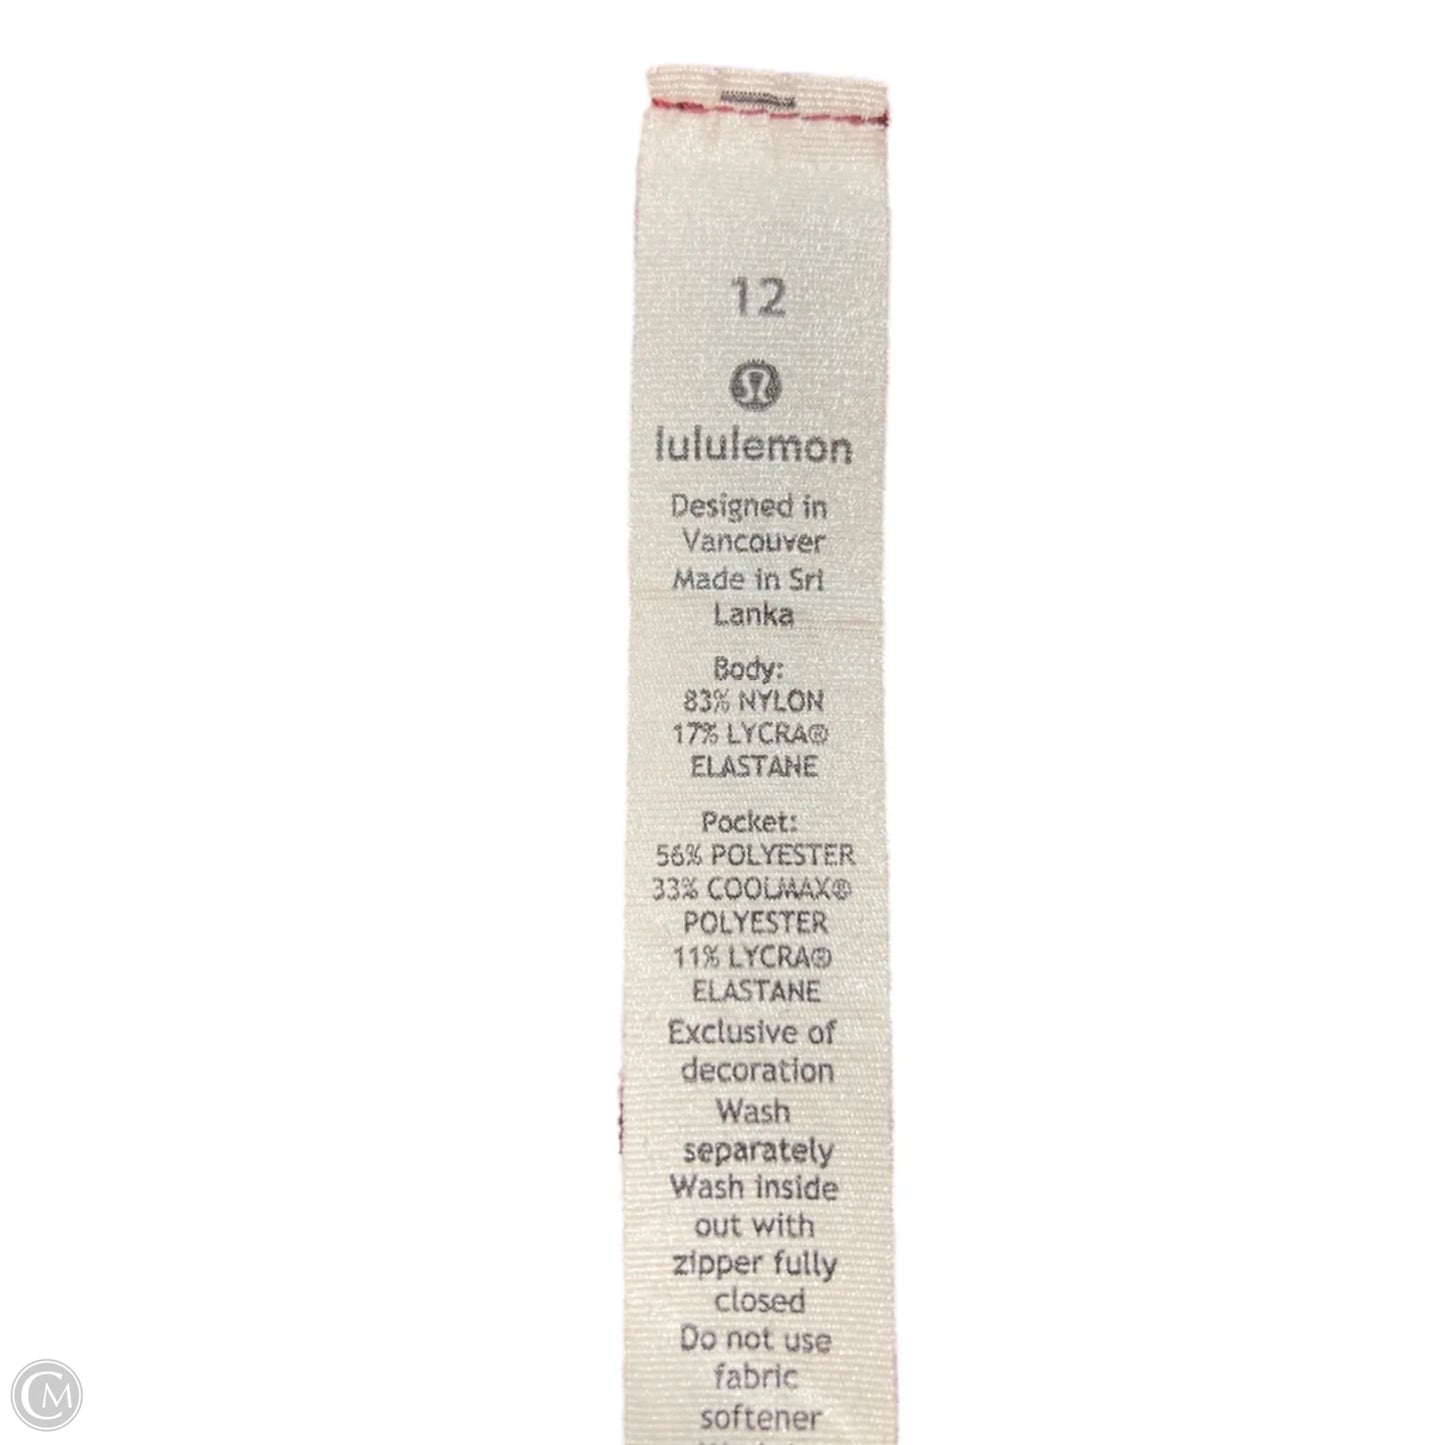 12
lululemon
Designed in
Vancouver
Made in Sri
Lanka
Body:
83% NYLON
17% LYCRA®
ELASTANE
Pocket:
56% POLYESTER
33% COOLMAX®
POLYESTER
11% LYCRA®
ELASTANE
Exclusive of
decoration
Wash
separately
Wash inside
out with
zipper fully
closed
Do not use
fabric
softener
CM